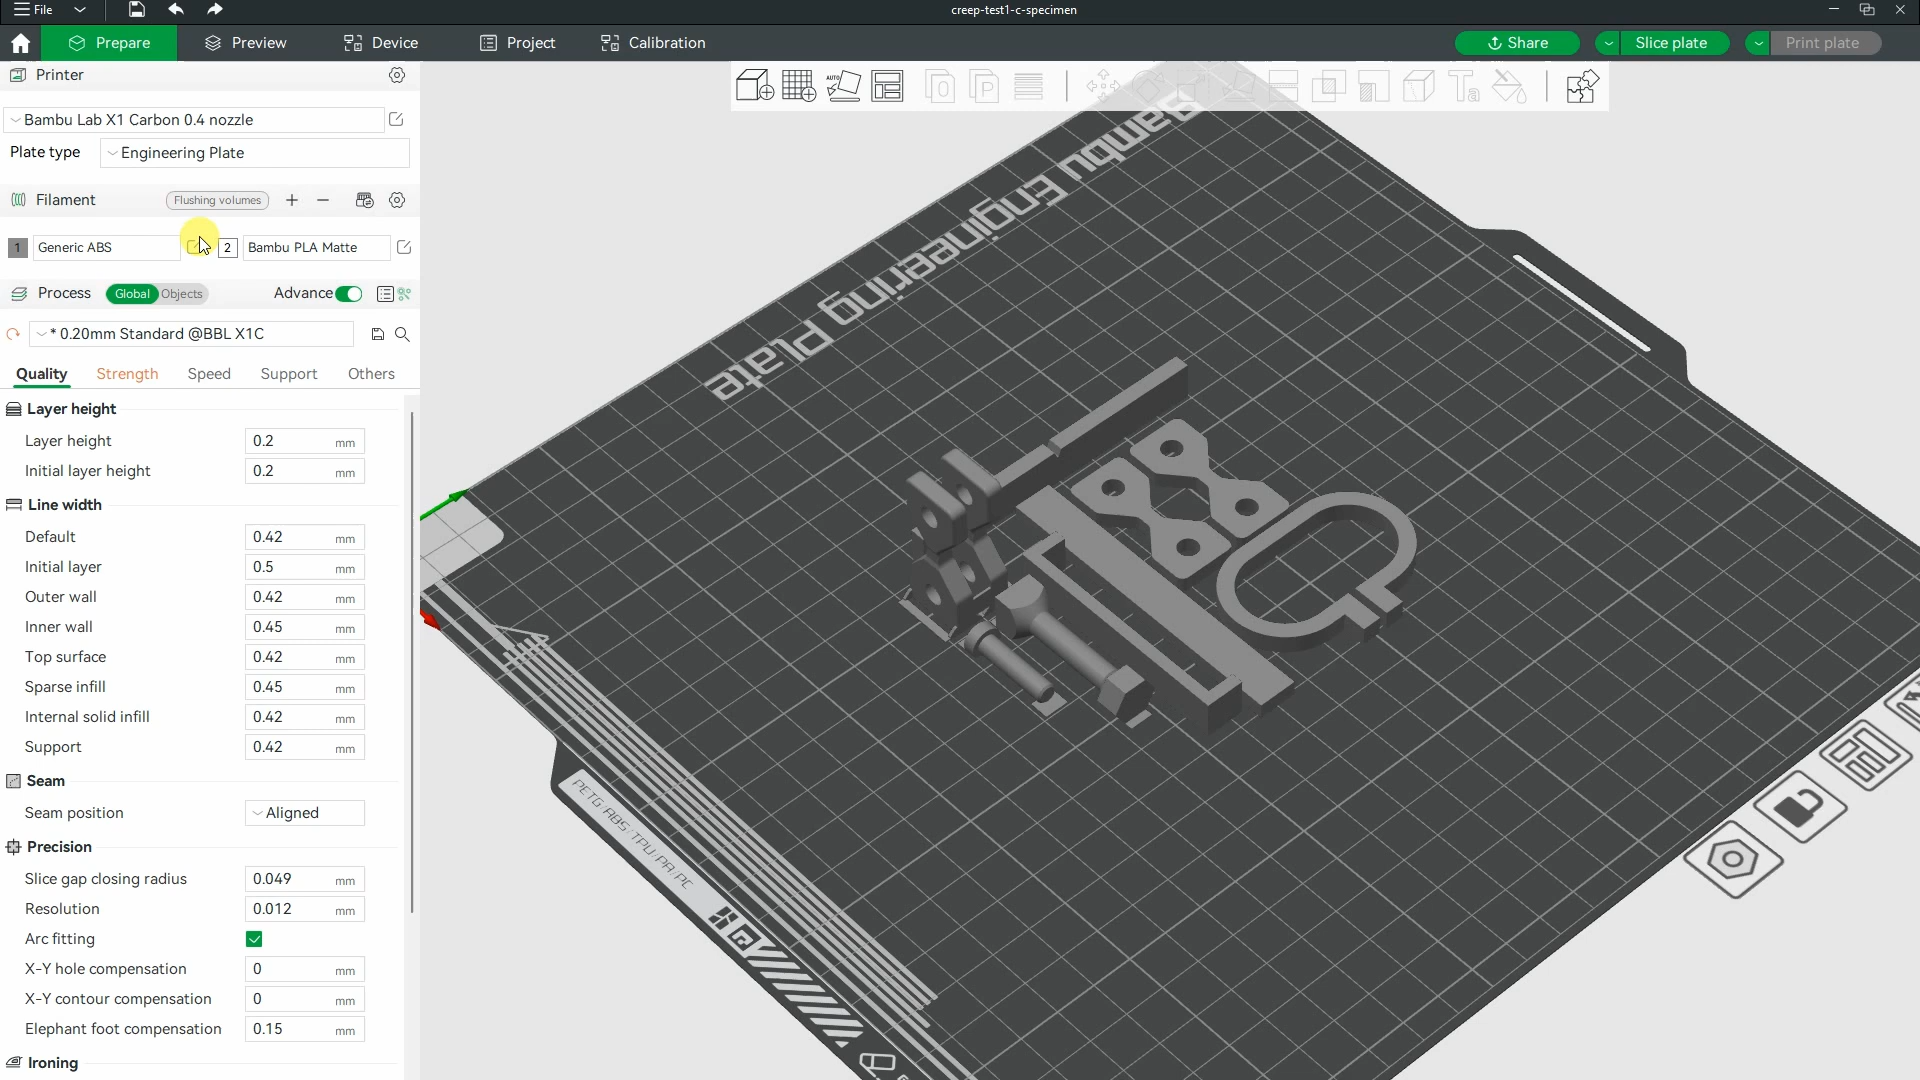 File
creep-test1-c-specimen
Prepare
Preview
Device
Project
Calibration
Share
Slice plate
Print plate
Printer
Bambu Lab X1 Carbon 0.4 nozzle
Plate type
Engineering Plate
Filament
Flushing volumes
1
Generic ABS
2
Bambu PLA Matte
Process
Global
Objects
Advance
* 0.20mm Standard @BBL X1C
Quality
Strength
Speed
Support
Others
Layer height
Layer height
0.2 mm
Initial layer height
0.2 mm
Line width
Default
0.42 mm
Initial layer
0.5 mm
Outer wall
0.42 mm
Inner wall
0.45 mm
Top surface
0.42 mm
Sparse infill
0.45 mm
Internal solid infill
0.42 mm
Support
0.42 mm
Seam
Seam position
Aligned
Precision
Slice gap closing radius
0.049 mm
Resolution
0.012 mm
Arc fitting
X-Y hole compensation
0 mm
X-Y contour compensation
0 mm
Elephant foot compensation
0.15 mm
Ironing
AUTO
Bambu Engineering Plate
PETG/ABS/TPU/PA/PC